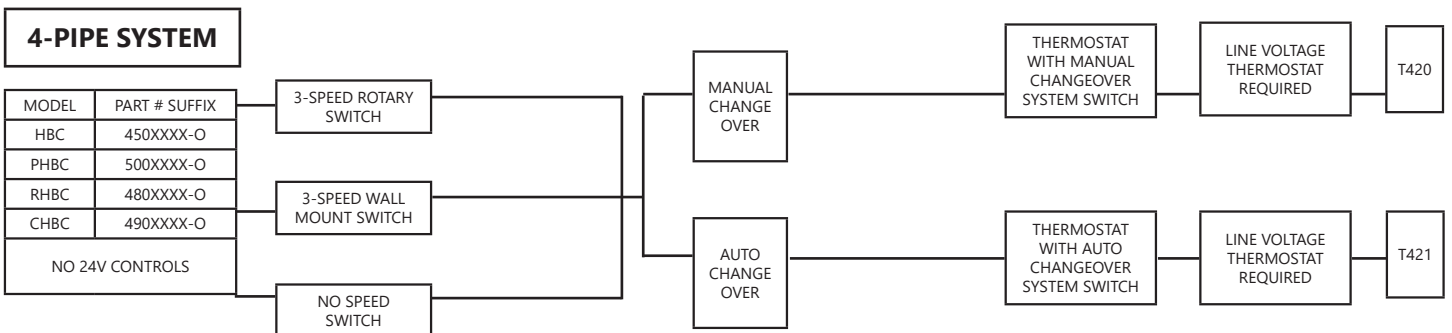 4-PIPE SYSTEM
MODEL PART # SUFFIX
HBC 450XXXX-O
PHBC 500XXXX-O
RHBC 480XXXX-O
CHBC 490XXXX-O
NO 24V CONTROLS
3-SPEED ROTARY
SWITCH
3-SPEED WALL
MOUNT SWITCH
NO SPEED
SWITCH
MANUAL
CHANGE
OVER
THERMOSTAT
WITH MANUAL
CHANGEOVER
SYSTEM SWITCH
LINE VOLTAGE
THERMOSTAT
REQUIRED
T420
AUTO
CHANGE
OVER
THERMOSTAT
WITH AUTO
CHANGEOVER
SYSTEM SWITCH
LINE VOLTAGE
THERMOSTAT
REQUIRED
T421